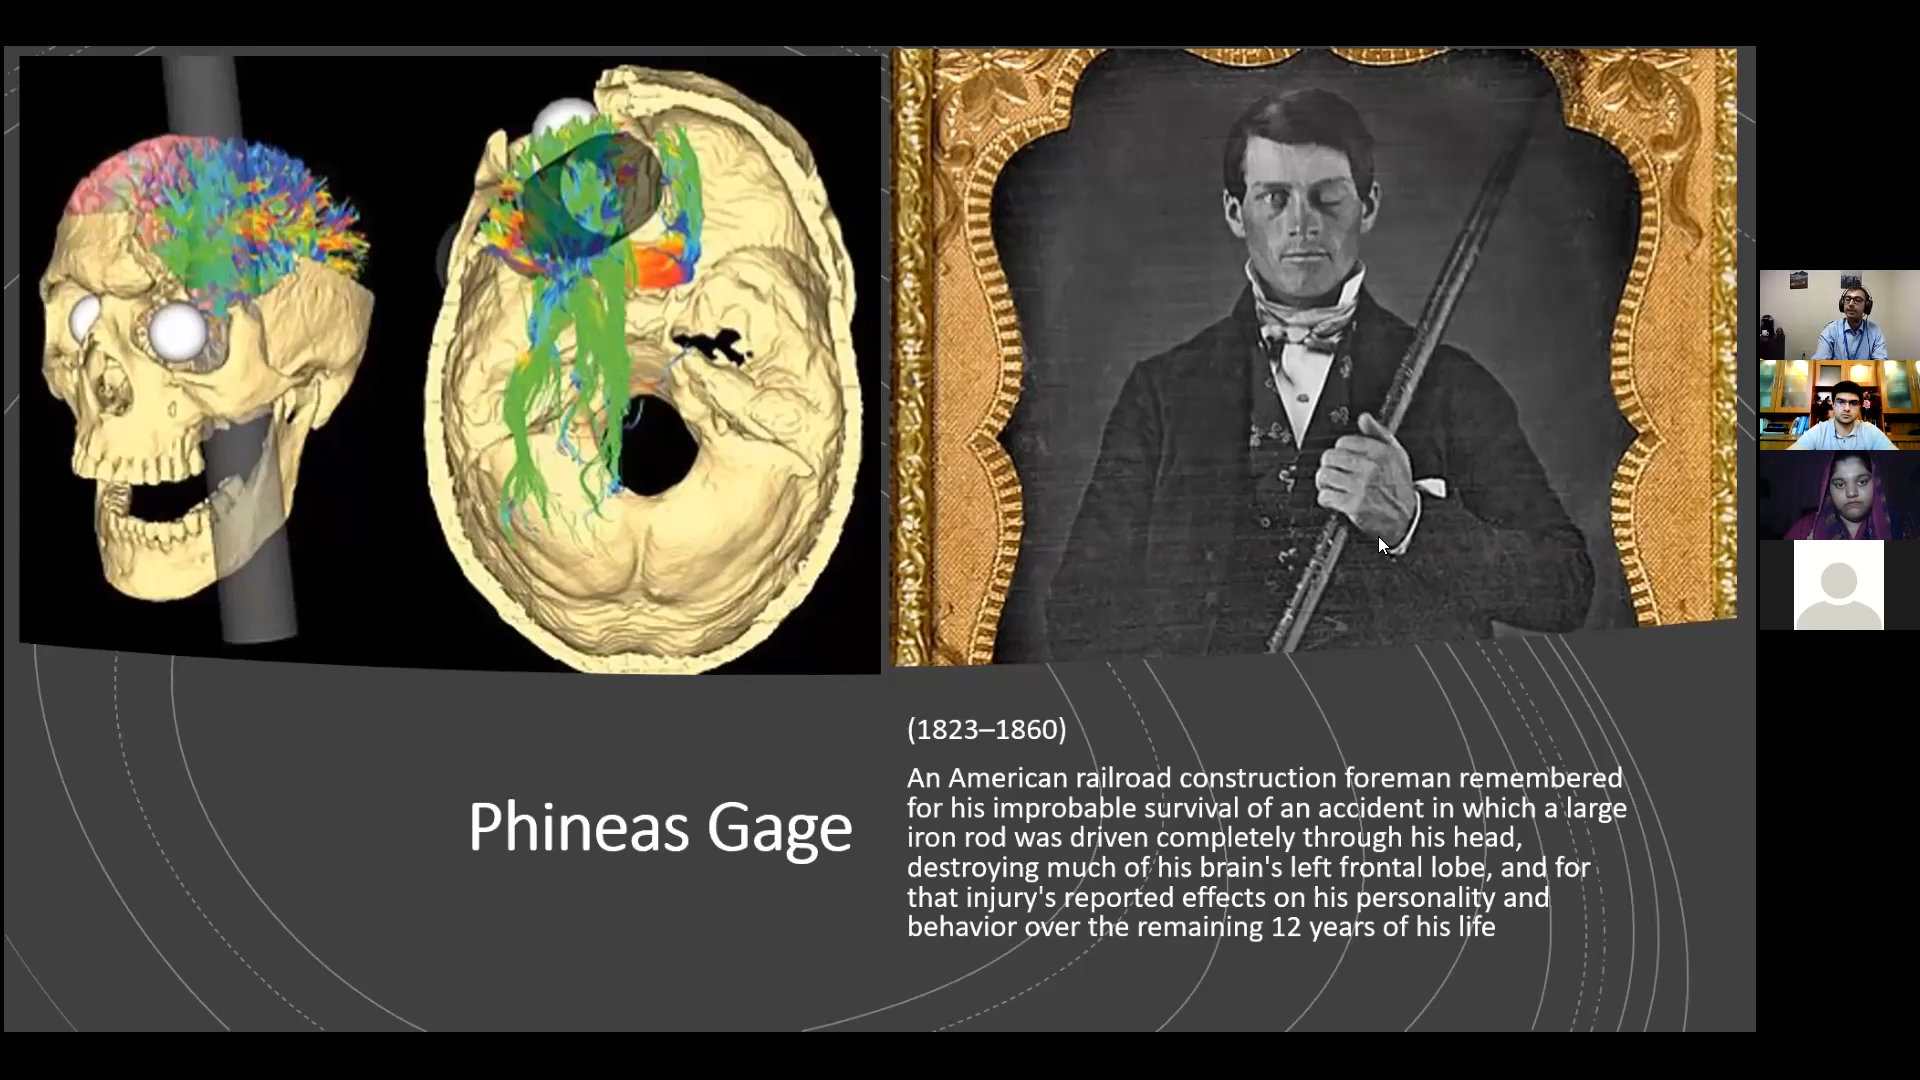 Phineas Gage
(1823–1860)
An American railroad construction foreman remembered
for his improbable survival of an accident in which a large
iron rod was driven completely through his head,
destroying much of his brain's left frontal lobe, and for
that injury's reported effects on his personality and
behavior over the remaining 12 years of his life